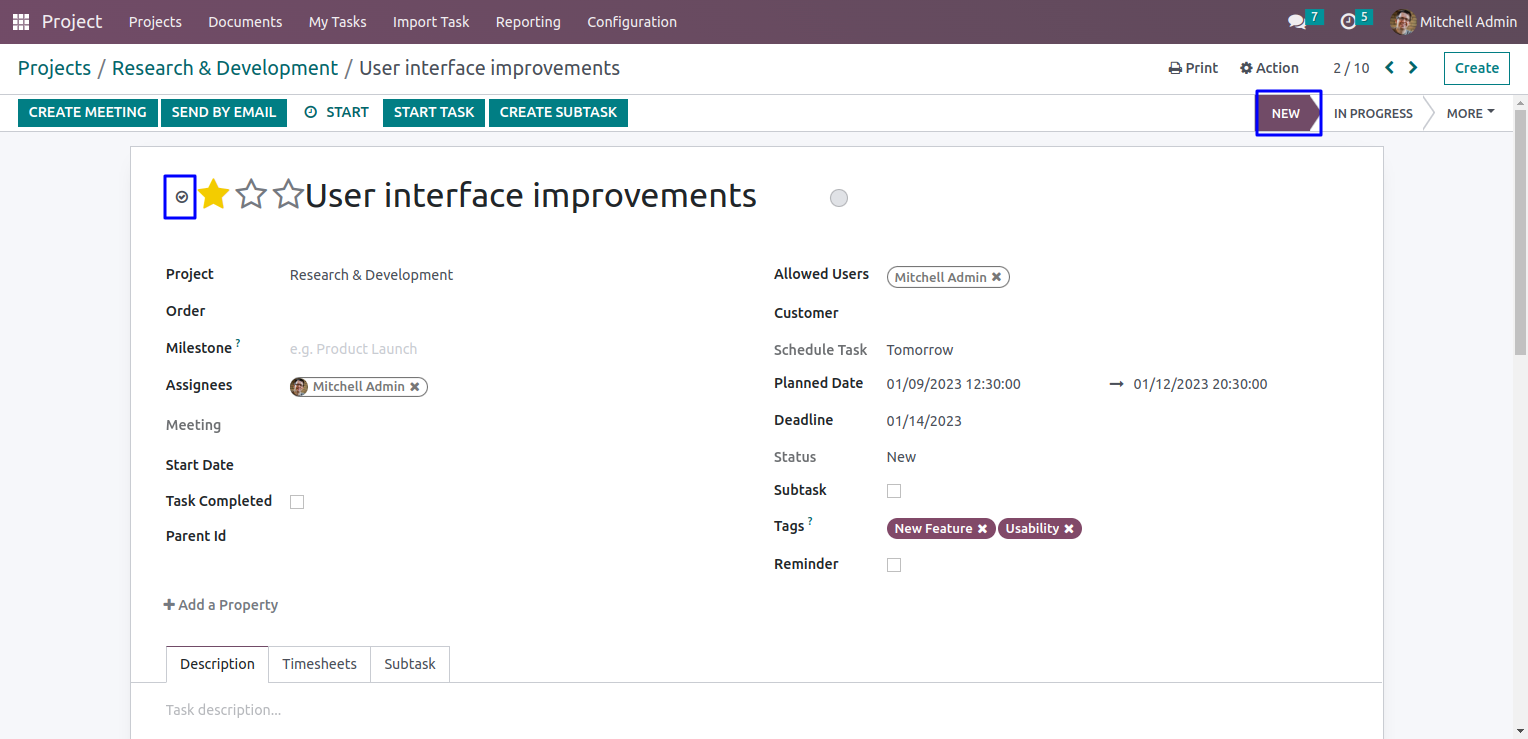 Project Projects Documents My Tasks Import Task Reporting Configuration 7 5 Mitchell Admin
Projects / Research & Development / User interface improvements Print Action 2 / 10 Create
CREATE MEETING SEND BY EMAIL START START TASK CREATE SUBTASK NEW IN PROGRESS MORE
User interface improvements
Project Research & Development
Order
Milestone ? e.g. Product Launch
Assignees Mitchell Admin ✖
Meeting
Start Date
Task Completed
Parent Id
Allowed Users Mitchell Admin ✖
Customer
Schedule Task Tomorrow
Planned Date 01/09/2023 12:30:00 → 01/12/2023 20:30:00
Deadline 01/14/2023
Status New
Subtask
Tags ? New Feature ✖ Usability ✖
Reminder
+ Add a Property
Description Timesheets Subtask
Task description...